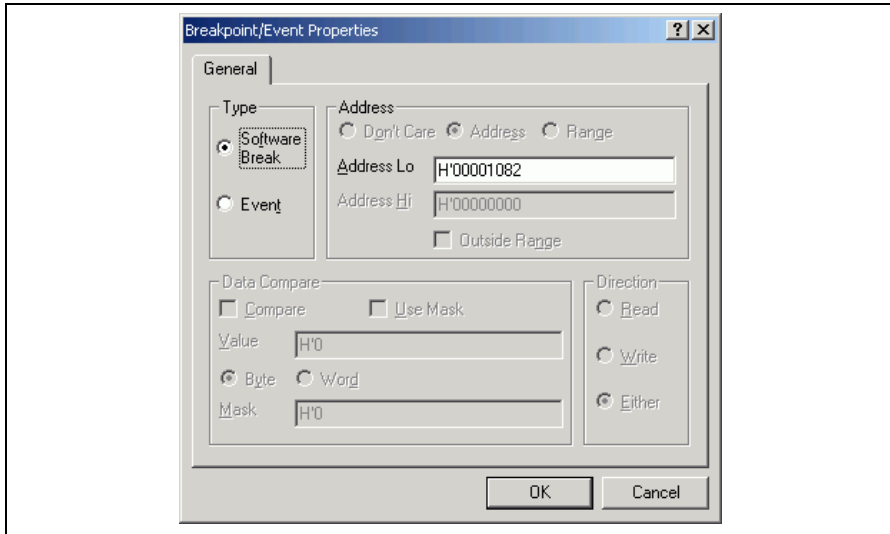 Breakpoint/Event Properties
General
Type
Software
Break
Event
Address
Don't Care Address Range
Address Lo H'00001082
Address Hi H'00000000
Outside Range
Data Compare
Compare Use Mask
Value H'0
Byte Word
Mask H'0
Direction
Read
Write
Either
OK Cancel